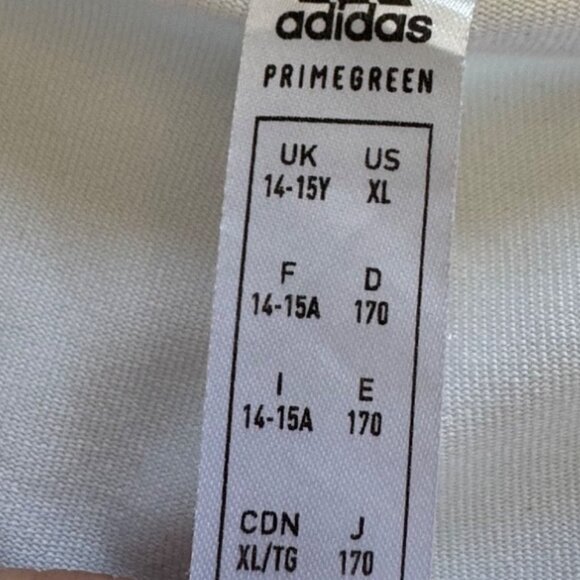 adidas
PRIMEGREEN
UK US
14-15Y XL
F D
14-15A 170
I E
14-15A 170
CDN J
XL/TG 170